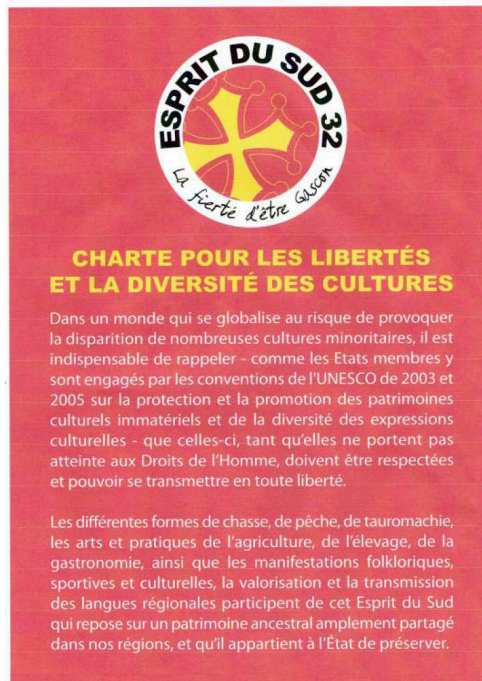 ESPRIT DU SUD 32
La fierté d'être Gascon
CHARTE POUR LES LIBERTÉS
ET LA DIVERSITÉ DES CULTURES
Dans un monde qui se globalise au risque de provoquer
la disparition de nombreuses cultures minoritaires, il est
indispensable de rappeler - comme les Etats membres y
sont engagés par les conventions de l'UNESCO de 2003 et
2005 sur la protection et la promotion des patrimoines
culturels immatériels et de la diversité des expressions
culturelles - que celles-ci, tant qu'elles ne portent pas
atteinte aux Droits de l'Homme, doivent être respectées
et pouvoir se transmettre en toute liberté.
Les différentes formes de chasse, de pêche, de tauromachie,
les arts et pratiques de l'agriculture, de l'élevage, de la
gastronomie, ainsi que les manifestations folkloriques,
sportives et culturelles, la valorisation et la transmission
des langues régionales participent de cet Esprit du Sud
qui repose sur un patrimoine ancestral amplement partagé
dans nos régions, et qu'il appartient à l'État de préserver.